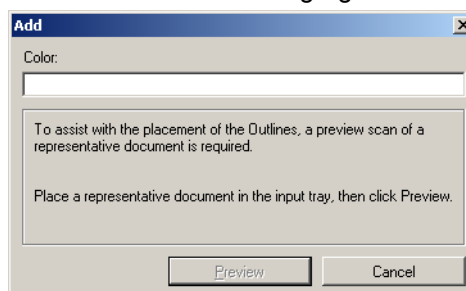 Add
Color:
To assist with the placement of the Outlines, a preview scan of a
representative document is required.
Place a representative document in the input tray, then click Preview.
Preview
Cancel